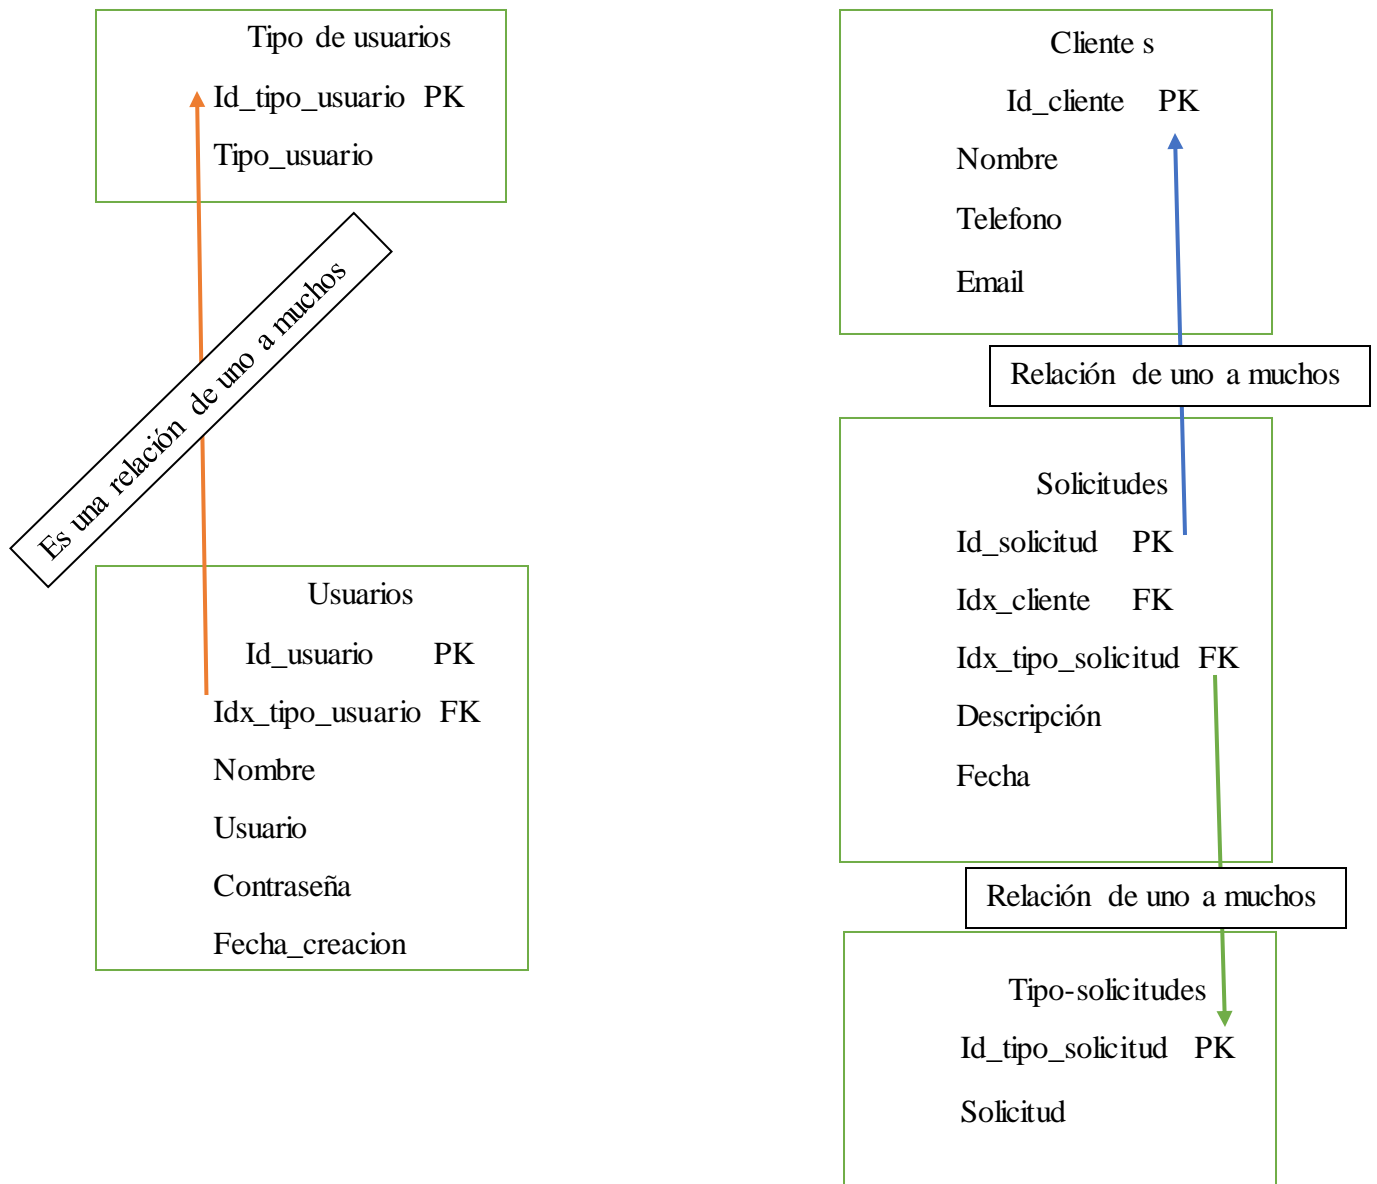 Tipo de usuarios
Id_tipo_usuario PK
Tipo_usuario
Es una relación de uno a muchos
Usuarios
Id_usuario PK
Idx_tipo_usuario FK
Nombre
Usuario
Contraseña
Fecha_creacion
Cliente s
Id_cliente PK
Nombre
Telefono
Email
Relación de uno a muchos
Solicitudes
Id_solicitud PK
Idx_cliente FK
Idx_tipo_solicitud FK
Descripción
Fecha
Relación de uno a muchos
Tipo-solicitudes
Id_tipo_solicitud PK
Solicitud